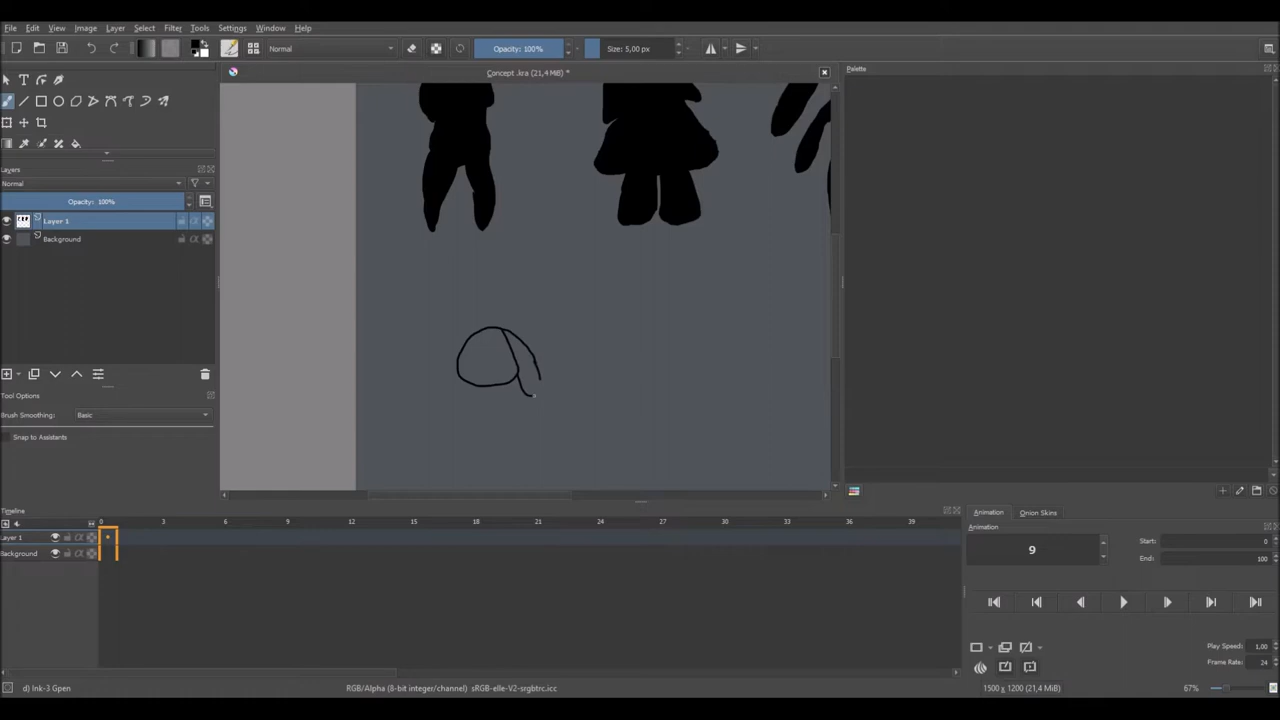 File Edit View Image Layer Select Filter Tools Settings Window Help
Normal Opacity: 100% Size: 5,00 px
Concept .kra (21,4 MiB) *
Palette
Layers
Normal
Opacity: 100%
Layer 1
Background
Tool Options
Brush Smoothing: Basic
Snap to Assistants
Timeline
0 3 6 9 12 15 18 21 24 27 30 33 36 39
Layer 1
Background
Animation Onion Skins
Animation
9
Start: 0
End: 100
Play Speed: 1,00
Frame Rate: 24
d) Ink-3 Gpen
RGB/Alpha (8-bit integer/channel) sRGB-elle-V2-srgbtrc.icc
1500 x 1200 (21,4 MiB)
67%